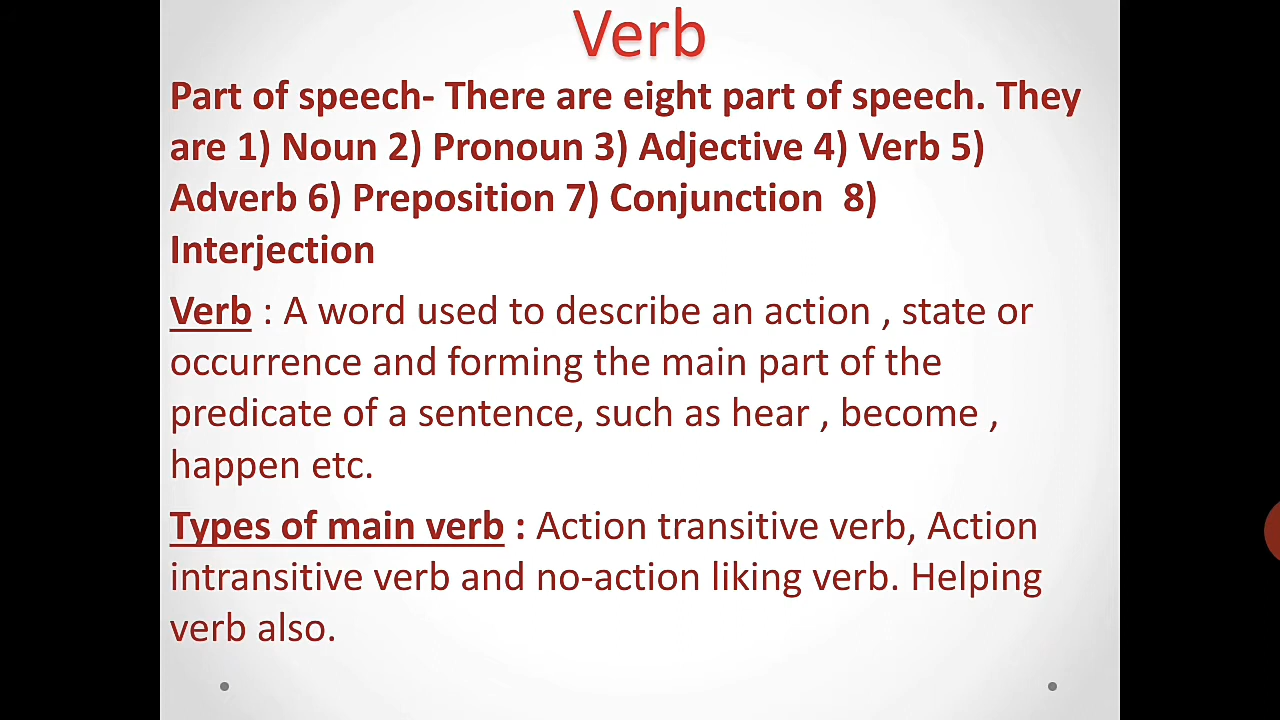 Verb
Part of speech- There are eight part of speech. They
are 1) Noun 2) Pronoun 3) Adjective 4) Verb 5)
Adverb 6) Preposition 7) Conjunction  8)
Interjection
Verb : A word used to describe an action , state or
occurrence and forming the main part of the
predicate of a sentence, such as hear , become ,
happen etc.
Types of main verb : Action transitive verb, Action
intransitive verb and no-action liking verb. Helping
verb also.